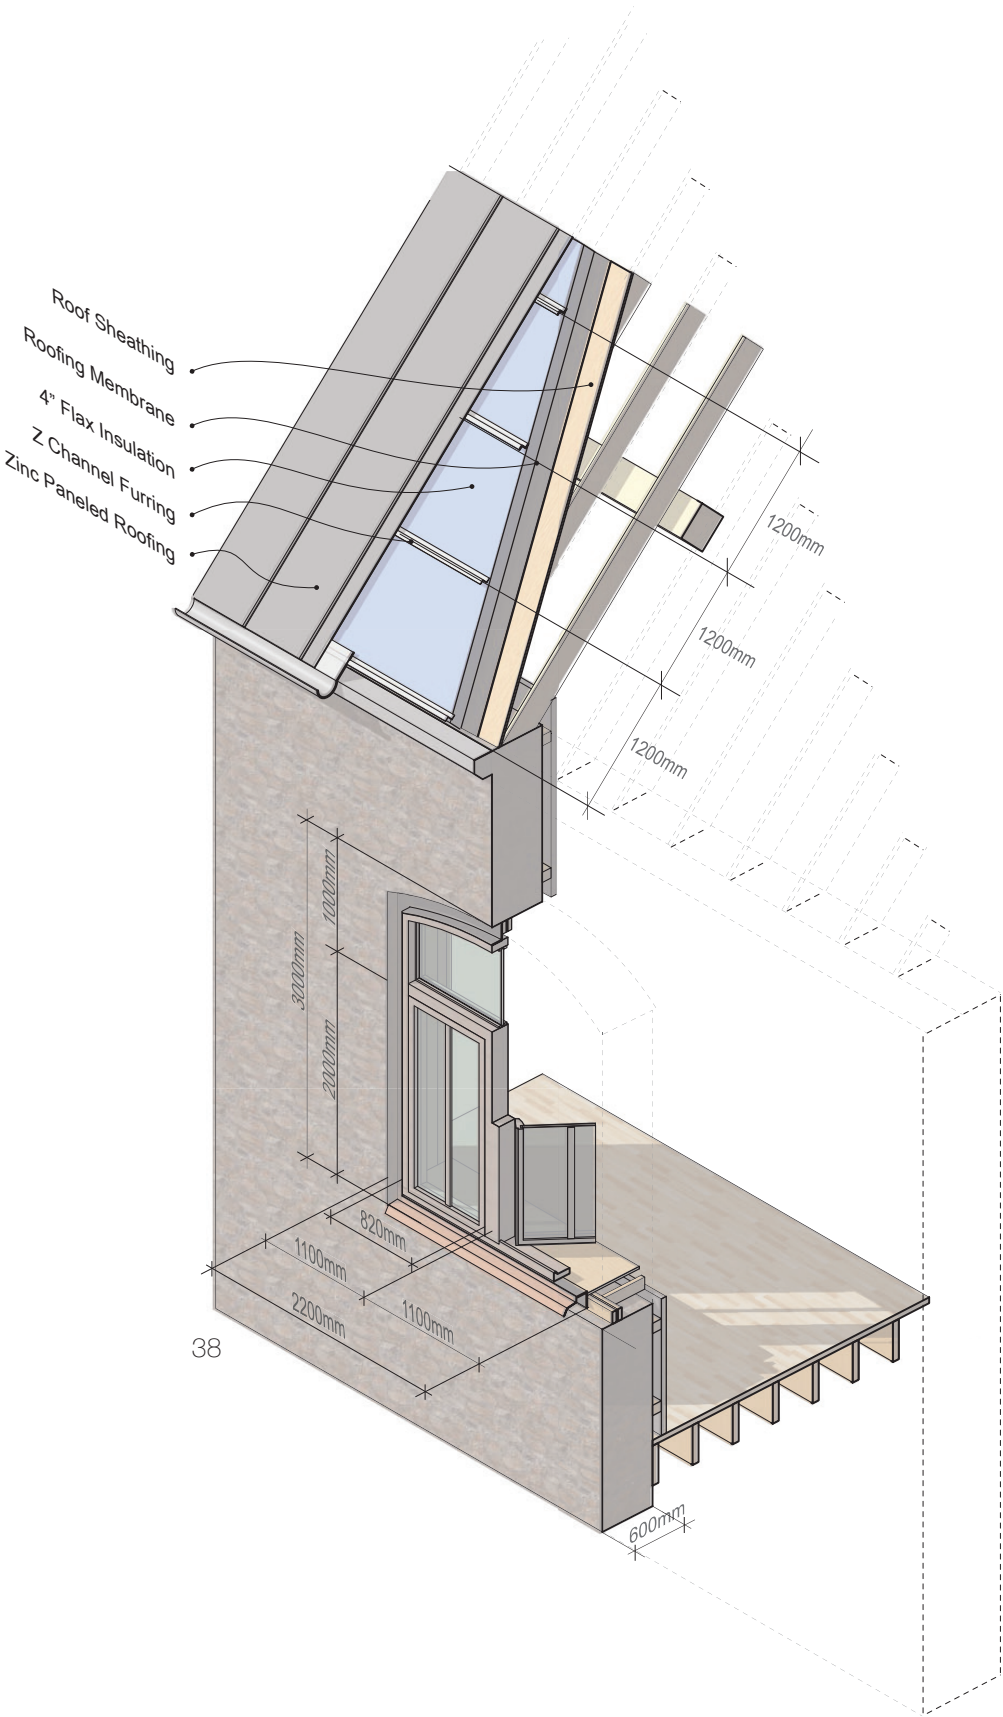 Roof Sheathing
Roofing Membrane
4” Flax Insulation
Z Channel Furring
Zinc Paneled Roofing
1200mm
1200mm
1200mm
1000mm
3000mm
2000mm
820mm
1100mm
1100mm
2200mm
38
600mm